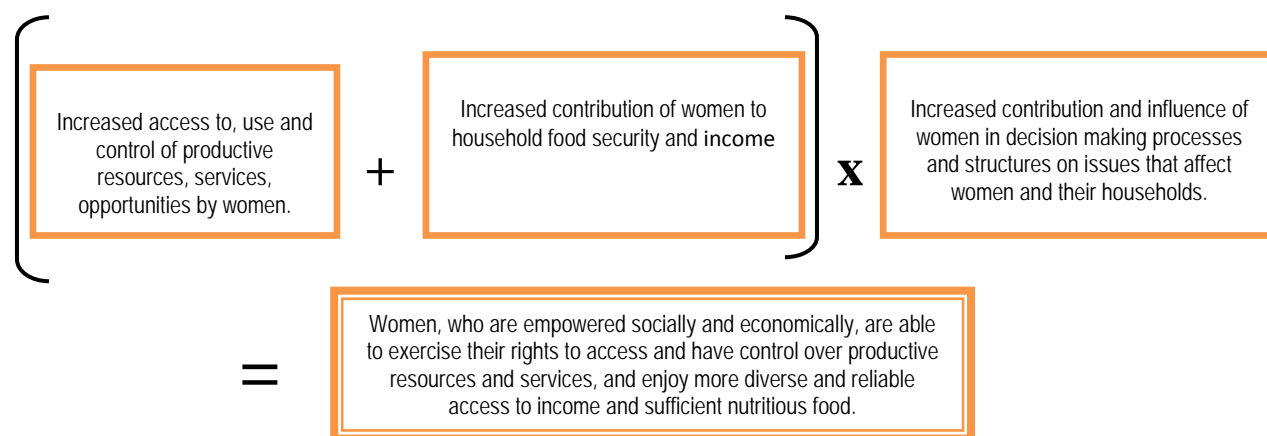 Increased access to, use and
control of productive
resources, services,
opportunities by women.
+
Increased contribution of women to
household food security and income
x
Increased contribution and influence of
women in decision making processes
and structures on issues that affect
women and their households.
=
Women, who are empowered socially and economically, are able
to exercise their rights to access and have control over productive
resources and services, and enjoy more diverse and reliable
access to income and sufficient nutritious food.